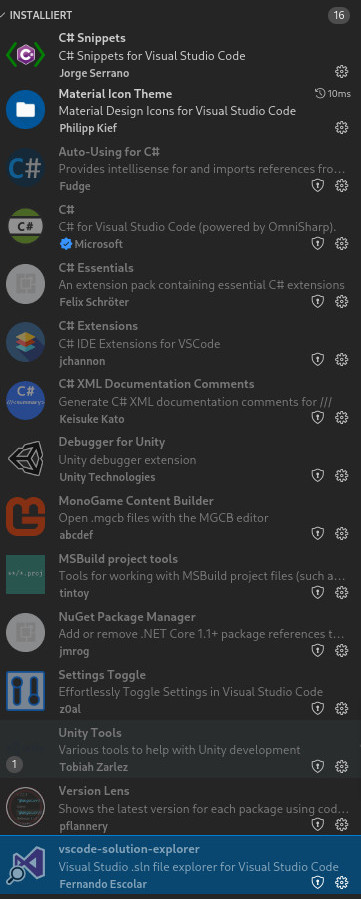 INSTALLIERT 16
C# Snippets
C# Snippets for Visual Studio Code
Jorge Serrano
Material Icon Theme 10ms
Material Design Icons for Visual Studio Code
Philipp Kief
Auto-Using for C#
Provides intellisense for and imports references fro...
Fudge
C#
C# for Visual Studio Code (powered by OmniSharp).
Microsoft
C# Essentials
An extension pack containing essential C# extensions
Felix Schröter
C# Extensions
C# IDE Extensions for VSCode
jchannon
C# XML Documentation Comments
Generate C# XML documentation comments for ///
Keisuke Kato
Debugger for Unity
Unity debugger extension
Unity Technologies
MonoGame Content Builder
Open .mgcb files with the MGCB editor
abcdef
MSBuild project tools
Tools for working with MSBuild project files (such a...
tintoy
NuGet Package Manager
Add or remove .NET Core 1.1+ package references t...
jmrog
Settings Toggle
Effortlessly Toggle Settings in Visual Studio Code
z0al
Unity Tools
Various tools to help with Unity development
1 Tobiah Zarlez
Version Lens
Shows the latest version for each package using cod...
pflannery
vscode-solution-explorer
Visual Studio .sln file explorer for Visual Studio Code
Fernando Escolar